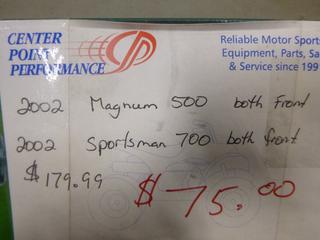 CENTER
POINT
PERFORMANCE
CP
Reliable Motor Sports
Equipment, Parts, Sa
& Service since 199
2002 Magnum 500 both Front
2002 Sportsman 700 both front
$179.99
$75.00